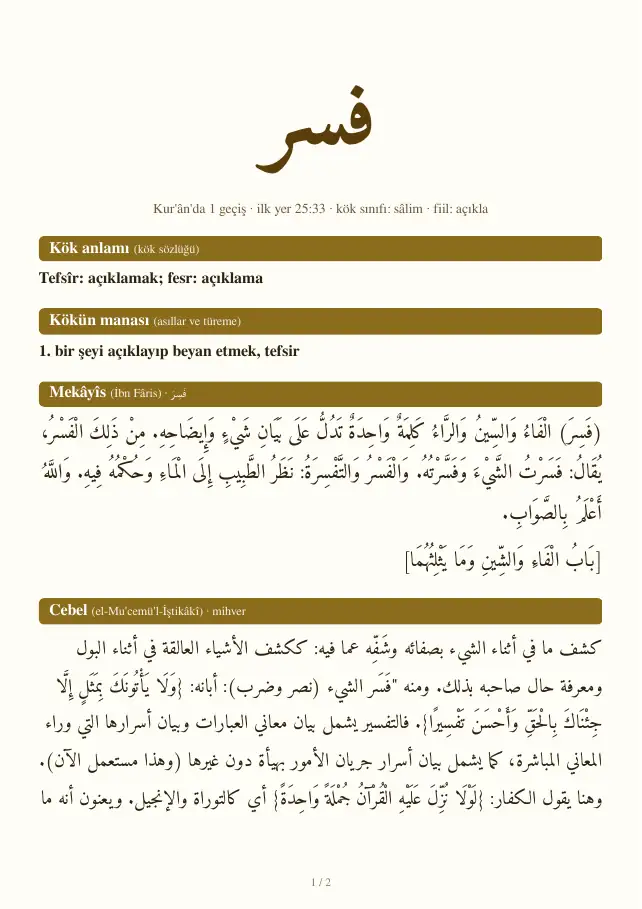 فسر
Kur'ân'da 1 geçiş · ilk yer 25:33 · kök sınıfı: sâlim · fiil: açıkla
Kök anlamı (kök sözlüğü)
Tefsîr: açıklamak; fesr: açıklama
Kökün manası (asıllar ve türeme)
1. bir şeyi açıklayıp beyan etmek, tefsir
Mekâyîs (İbn Fâris) · فَسِرَ
(فَسِرَ) الْفَاءُ وَالسِّينُ وَالرَّاءُ كَلِمَةٌ وَاحِدَةٌ تَدُلُّ عَلَى بَيَانِ شَيْءٍ وَإِيضَاحِهِ. مِنْ ذَلِكَ الْفَسْرُ،
يُقَالُ: فَسَرْتُ الشَّيْءَ وَفَسَّرْتُهُ. وَالْفَسْرُ وَالتَّفْسِرَةُ: نَظَرُ الطَّبِيبِ إِلَى الْمَاءِ وَحُكْمُهُ فِيهِ. وَاللَّهُ
أَعْلَمُ بِالصَّوَابِ.
[بَابُ الْفَاءِ وَالشِّينِ وَمَا يَثْلِثُهُمَا]
Cebel (el-Mu'cemü'l-İştikâkî) · mihver
كشف ما في أثناء الشيء بصفائه وشَفِّه عما فيه: ككشف الأشياء العالقة في أثناء البول
ومعرفة حال صاحبه بذلك. ومنه "فَسَر الشيء (نصر وضرب): أبانه: {وَلَا يَأْتُونَكَ بِمَثَلٍ إِلَّا
جِئْنَاكَ بِالْحَقِّ وَأَحْسَنَ تَفْسِيرًا}. فالتفسير يشمل بيان معاني العبارات وبيان أسرارها التي وراء
المعاني المباشرة، كما يشمل بيان أسرار جريان الأمور بهيأة دون غيرها (وهذا مستعمل الآن).
وهنا يقول الكفار: {لَوْلَا نُزِّلَ عَلَيْهِ الْقُرْآنُ جُمْلَةً وَاحِدَةً} أي كالتوراة والإنجيل. ويعنون أنه ما
1 / 2